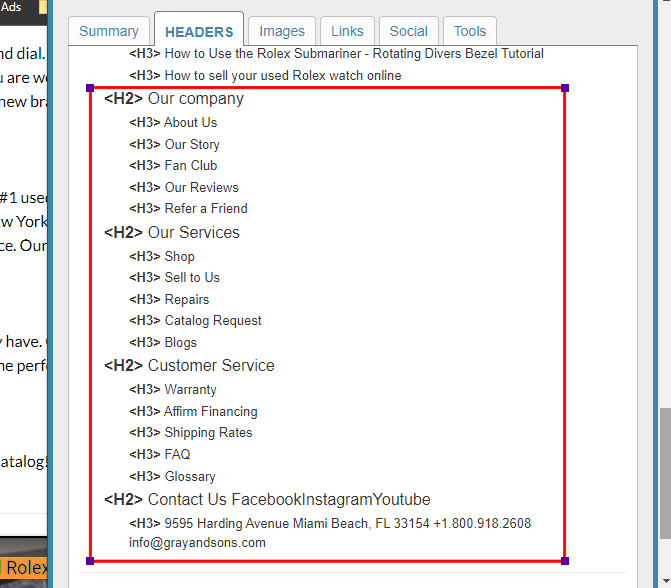 Ads
Summary HEADERS Images Links Social Tools
nd dial.
<H3> How to Use the Rolex Submariner - Rotating Divers Bezel Tutorial
u are we
<H3> How to sell your used Rolex watch online
new bra
<H2> Our company
<H3> About Us
<H3> Our Story
<H3> Fan Club
<H3> Our Reviews
#1 used
<H3> Refer a Friend
w York
<H2> Our Services
ce. Our
<H3> Shop
<H3> Sell to Us
<H3> Repairs
<H3> Catalog Request
y have.
<H3> Blogs
he perfe
<H2> Customer Service
<H3> Warranty
<H3> Affirm Financing
<H3> Shipping Rates
<H3> FAQ
atalog!
<H3> Glossary
<H2> Contact Us FacebookInstagramYoutube
<H3> 9595 Harding Avenue Miami Beach, FL 33154 +1.800.918.2608
info@grayandsons.com
Rolex